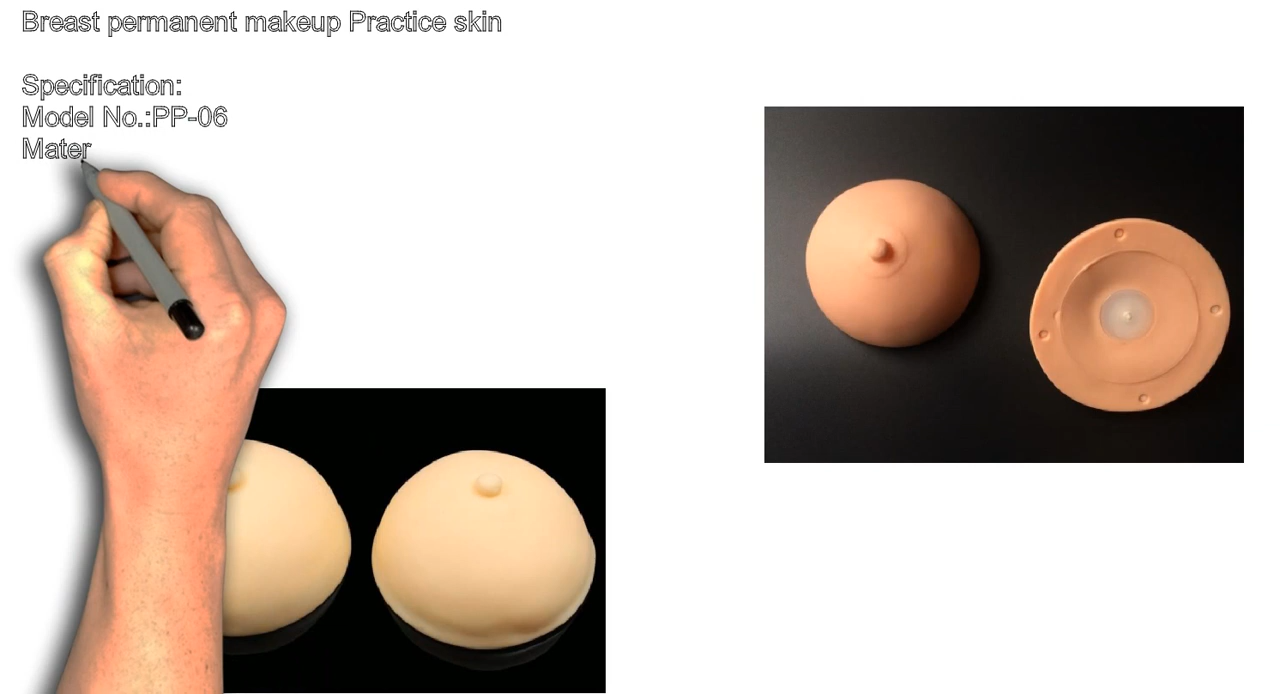 Breast permanent makeup Practice skin
Specification:
Model No.:PP-06
Mater